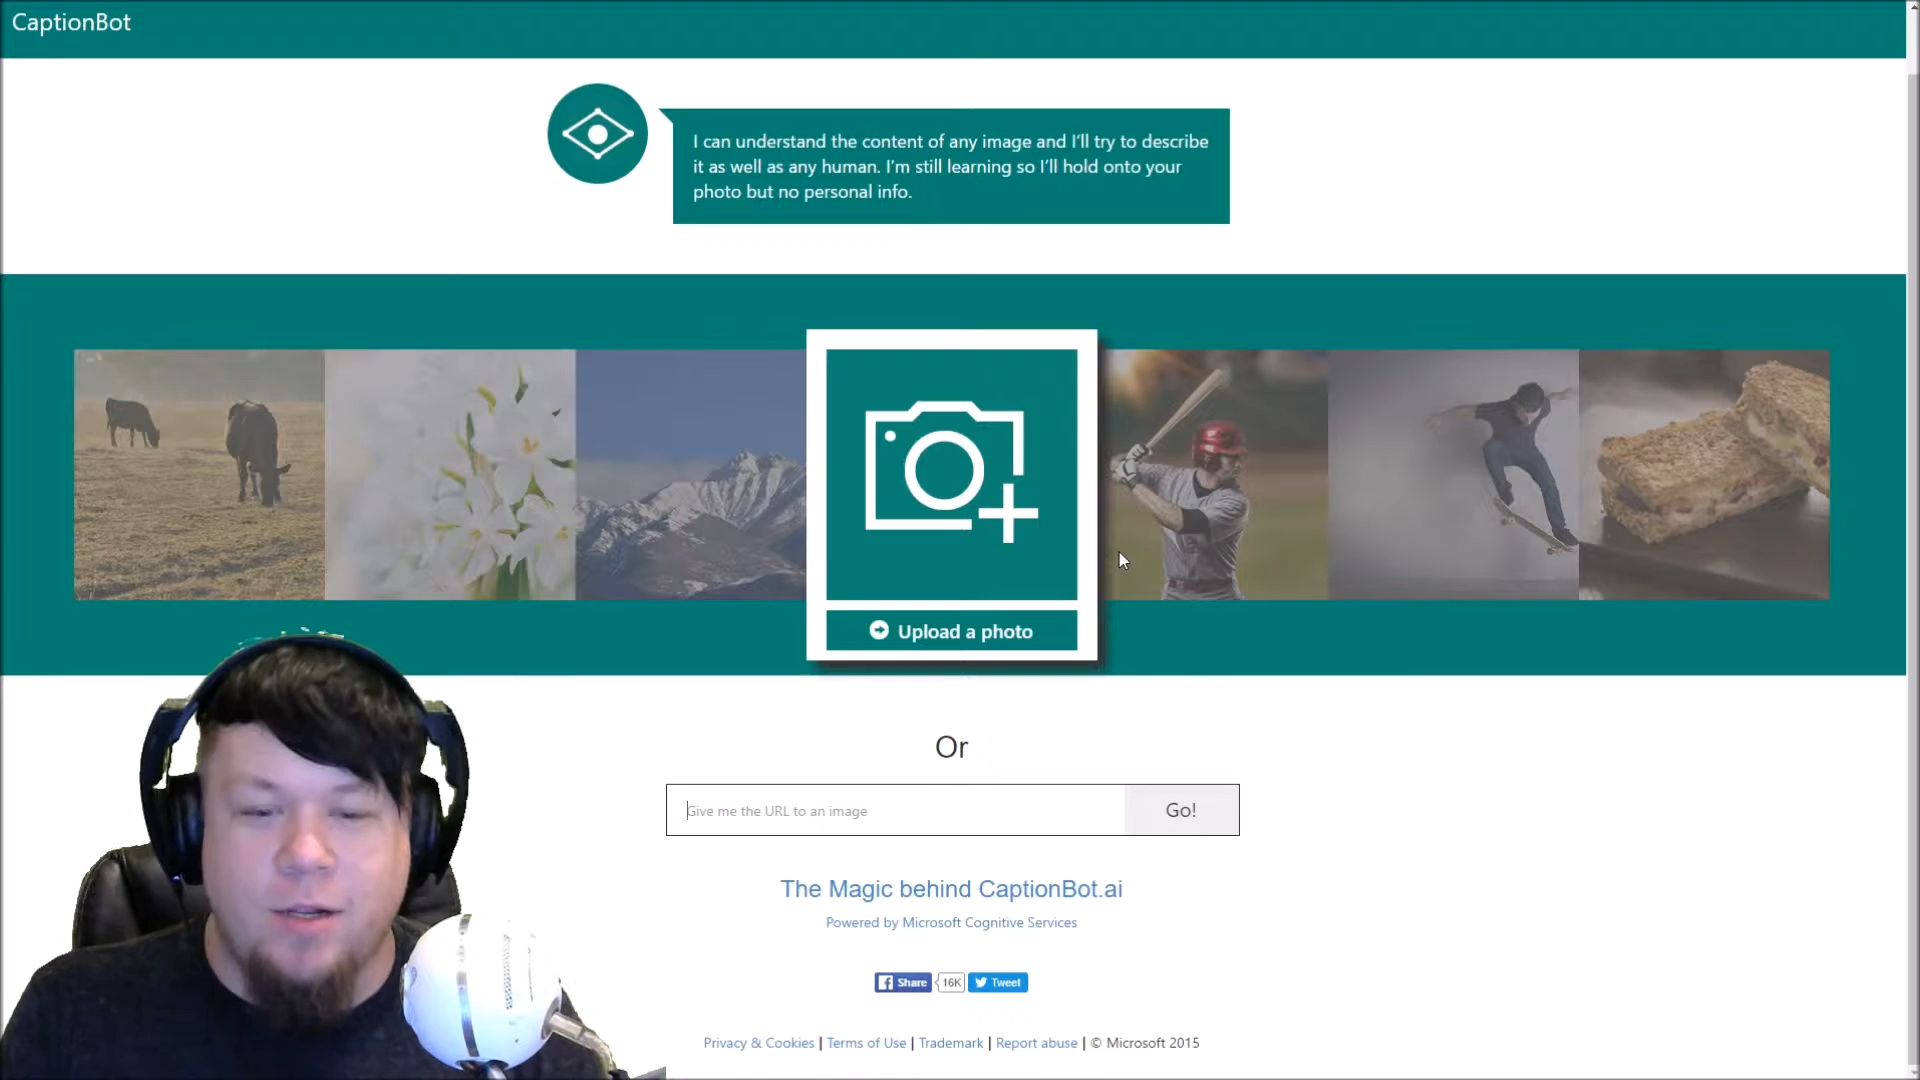 CaptionBot
I can understand the content of any image and I'll try to describe
it as well as any human. I'm still learning so I'll hold onto your
photo but no personal info.
Upload a photo
Or
Give me the URL to an image
Go!
The Magic behind CaptionBot.ai
Powered by Microsoft Cognitive Services
Share 16K Tweet
Privacy & Cookies | Terms of Use | Trademark | Report abuse | © Microsoft 2015